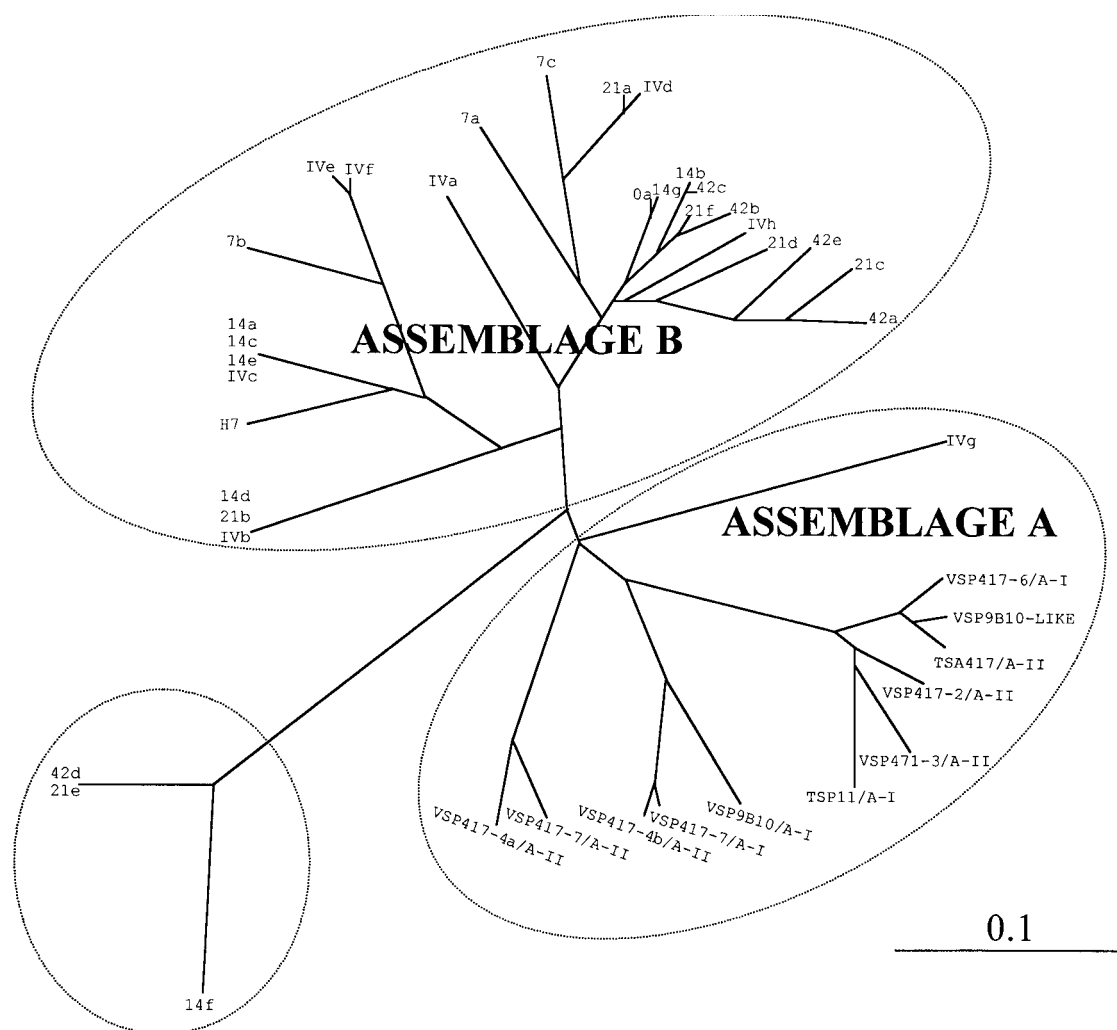 7c
21a
IVd
7a
IVe
IVf
IVa
14b
0a
14g
42c
21f
42b
IVh
7b
21d
42e
21c
42a
14a
14c
14e
IVc
ASSEMBLAGE B
H7
IVg
14d
21b
IVb
ASSEMBLAGE A
VSP417-6/A-I
VSP9B10-LIKE
TSA417/A-II
VSP417-2/A-II
VSP471-3/A-II
TSP11/A-I
VSP9B10/A-I
VSP417-7/A-I
VSP417-4b/A-II
VSP417-7/A-II
VSP417-4a/A-II
42d
21e
14f
0.1